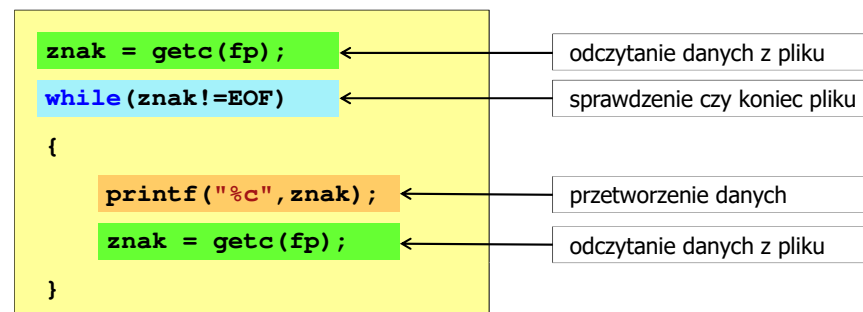 znak = getc(fp);
odczytanie danych z pliku
while(znak!=EOF)
sprawdzenie czy koniec pliku
{
printf("%c",znak);
przetworzenie danych
znak = getc(fp);
odczytanie danych z pliku
}